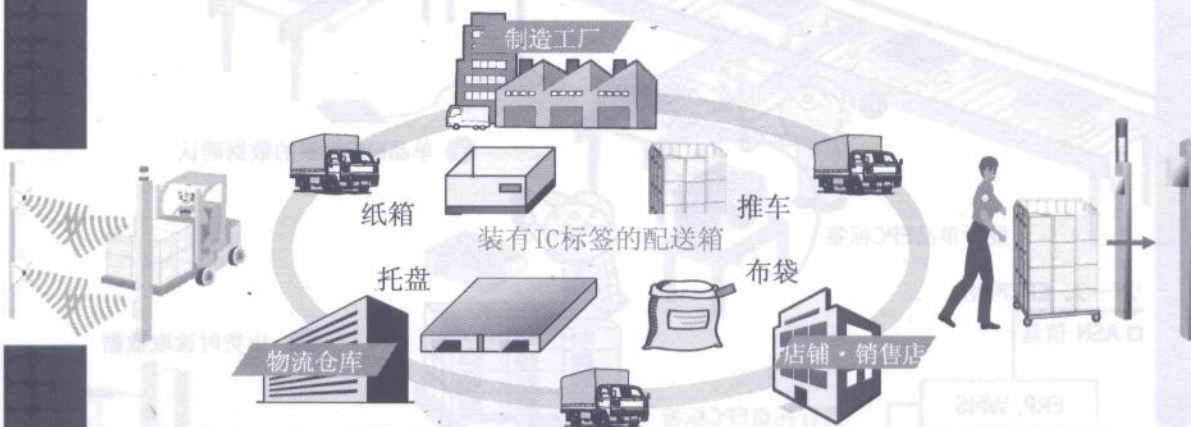 制造工厂
纸箱
推车
装有IC标签的配送箱
托盘
布袋
物流仓库
店铺·销售店